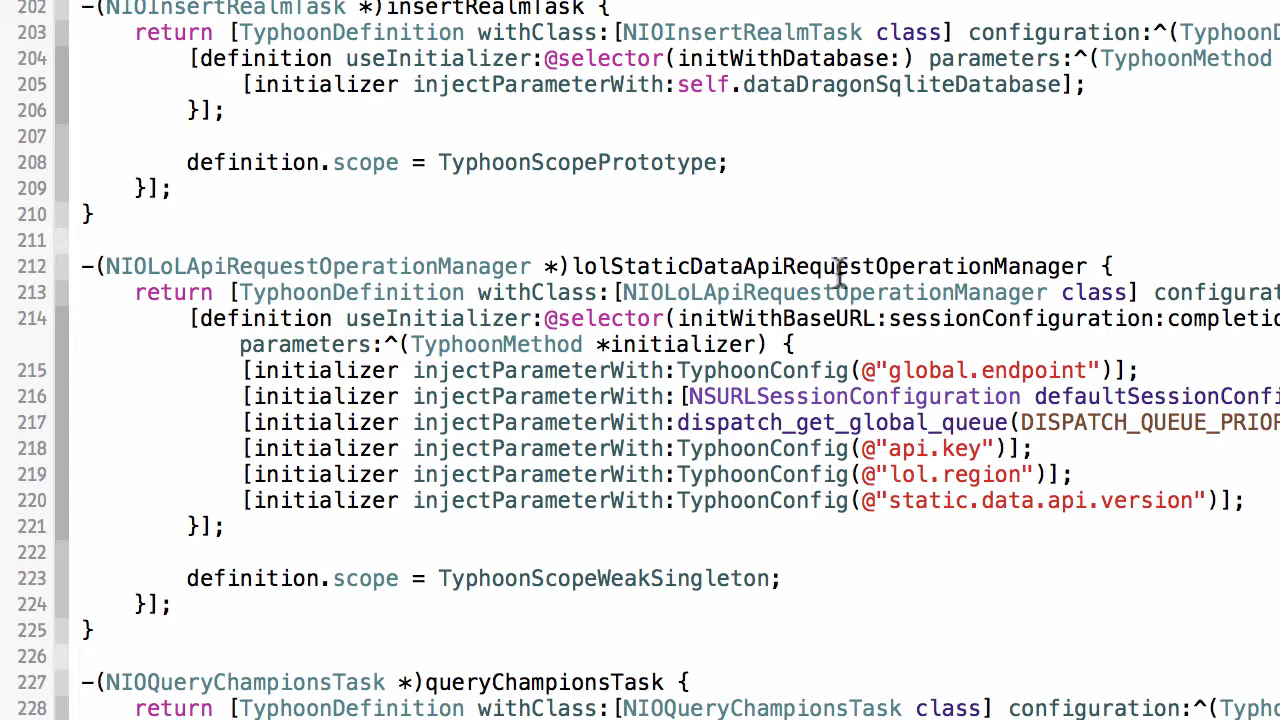 202 -(NIOInsertRealmTask *)insertRealmTask {
203 return [TyphoonDefinition withClass:[NIOInsertRealmTask class] configuration:^(TyphoonD
204 [definition useInitializer:@selector(initWithDatabase:) parameters:^(TyphoonMethod
205 [initializer injectParameterWith:self.dataDragonSqliteDatabase];
206 }];
207
208 definition.scope = TyphoonScopePrototype;
209 }];
210 }
211
212 -(NIOLoLApiRequestOperationManager *)lolStaticDataApiRequestOperationManager {
213 return [TyphoonDefinition withClass:[NIOLoLApiRequestOperationManager class] configurat
214 [definition useInitializer:@selector(initWithBaseURL:sessionConfiguration:completio
parameters:^(TyphoonMethod *initializer) {
215 [initializer injectParameterWith:TyphoonConfig(@"global.endpoint")];
216 [initializer injectParameterWith:[NSURLSessionConfiguration defaultSessionConfi
217 [initializer injectParameterWith:dispatch_get_global_queue(DISPATCH_QUEUE_PRIOR
218 [initializer injectParameterWith:TyphoonConfig(@"api.key")];
219 [initializer injectParameterWith:TyphoonConfig(@"lol.region")];
220 [initializer injectParameterWith:TyphoonConfig(@"static.data.api.version")];
221 }];
222
223 definition.scope = TyphoonScopeWeakSingleton;
224 }];
225 }
226
227 -(NIOQueryChampionsTask *)queryChampionsTask {
228 return [TyphoonDefinition withClass:[NIOQueryChampionsTask class] configuration:^(Typho